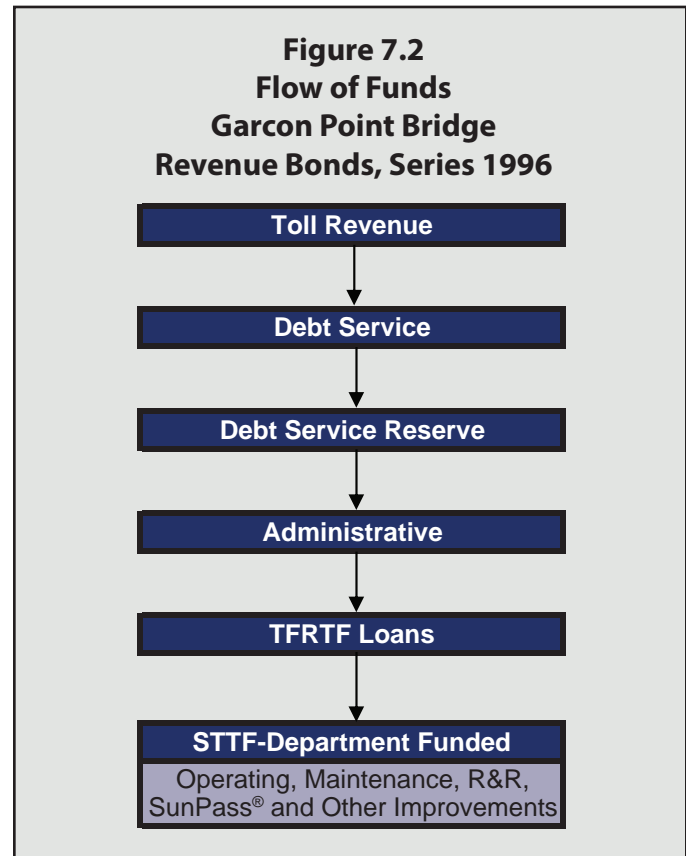 Figure 7.2
Flow of Funds
Garcon Point Bridge
Revenue Bonds, Series 1996
Toll Revenue
Debt Service
Debt Service Reserve
Administrative
TFRTF Loans
STTF-Department Funded
Operating, Maintenance, R&R,
SunPass® and Other Improvements